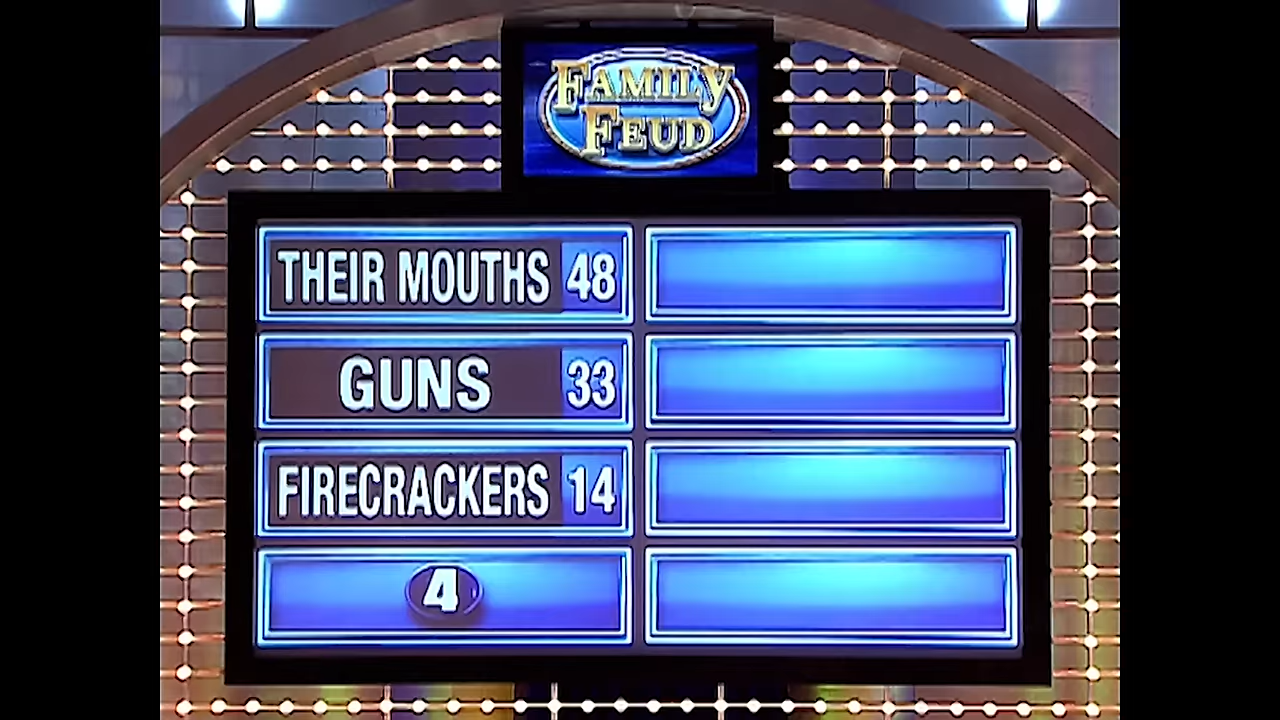 FAMILY
FEUD
THEIR MOUTHS 48
GUNS 33
FIRECRACKERS 14
4